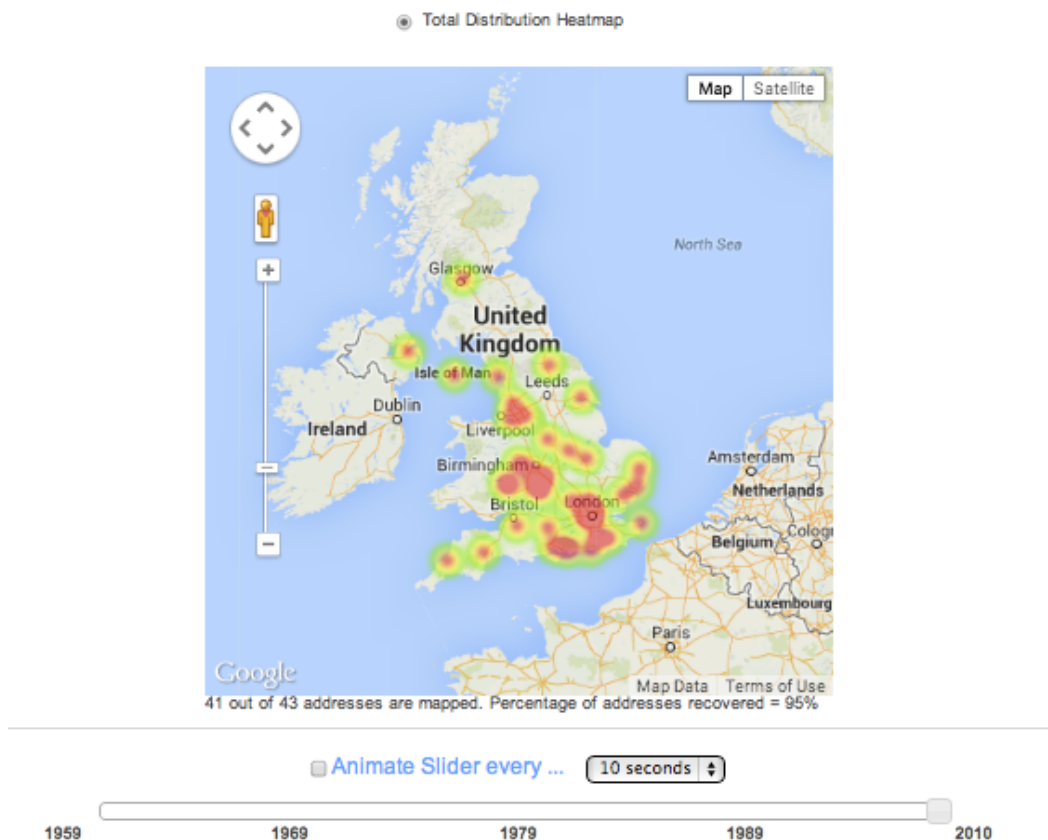 Total Distribution Heatmap
Map Satellite
North Sea
Glasgow
United
Kingdom
Isle of Man
Leeds
Dublin
Ireland
Liverpool
Birmingham
Amsterdam
Netherlands
Bristol
London
Belgium
Cologn
Luxembourg
Paris
Google
Map Data Terms of Use
41 out of 43 addresses are mapped. Percentage of addresses recovered = 95%
Animate Slider every ... 10 seconds
1959 1969 1979 1989 2010